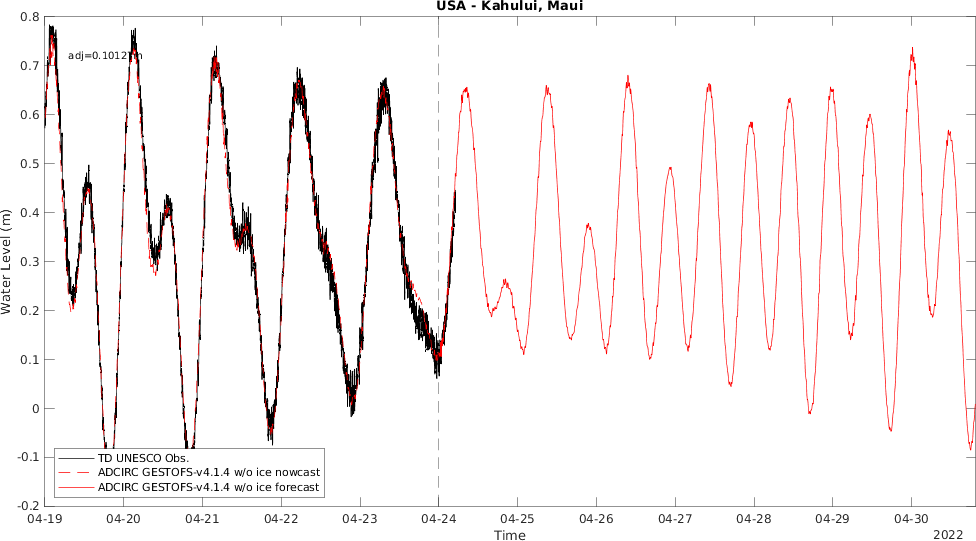 USA - Kahului, Maui
adj=0.10121m
Water Level (m)
0.8
0.7
0.6
0.5
0.4
0.3
0.2
0.1
0
-0.1
-0.2
TD UNESCO Obs.
ADCIRC GESTOFS-v4.1.4 w/o ice nowcast
ADCIRC GESTOFS-v4.1.4 w/o ice forecast
04-19 04-20 04-21 04-22 04-23 04-24 04-25 04-26 04-27 04-28 04-29 04-30
Time
2022